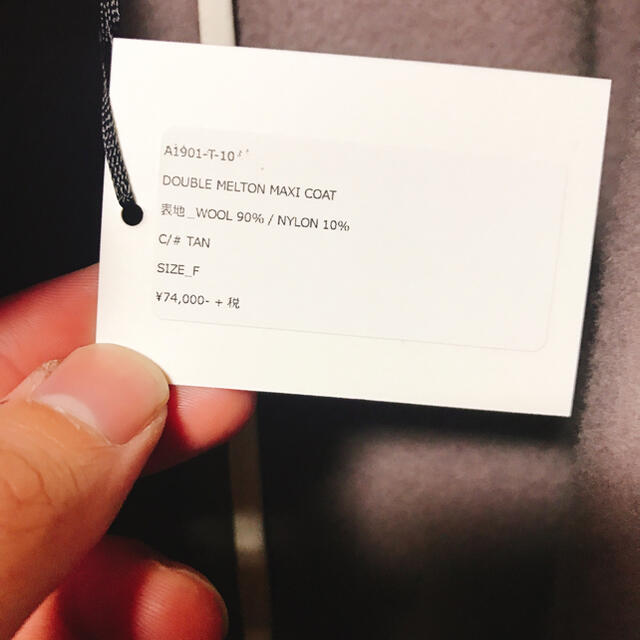 A1901-T-10
DOUBLE MELTON MAXI COAT
表地_WOOL 90% / NYLON 10%
C/# TAN
SIZE_F
¥74,000- + 税